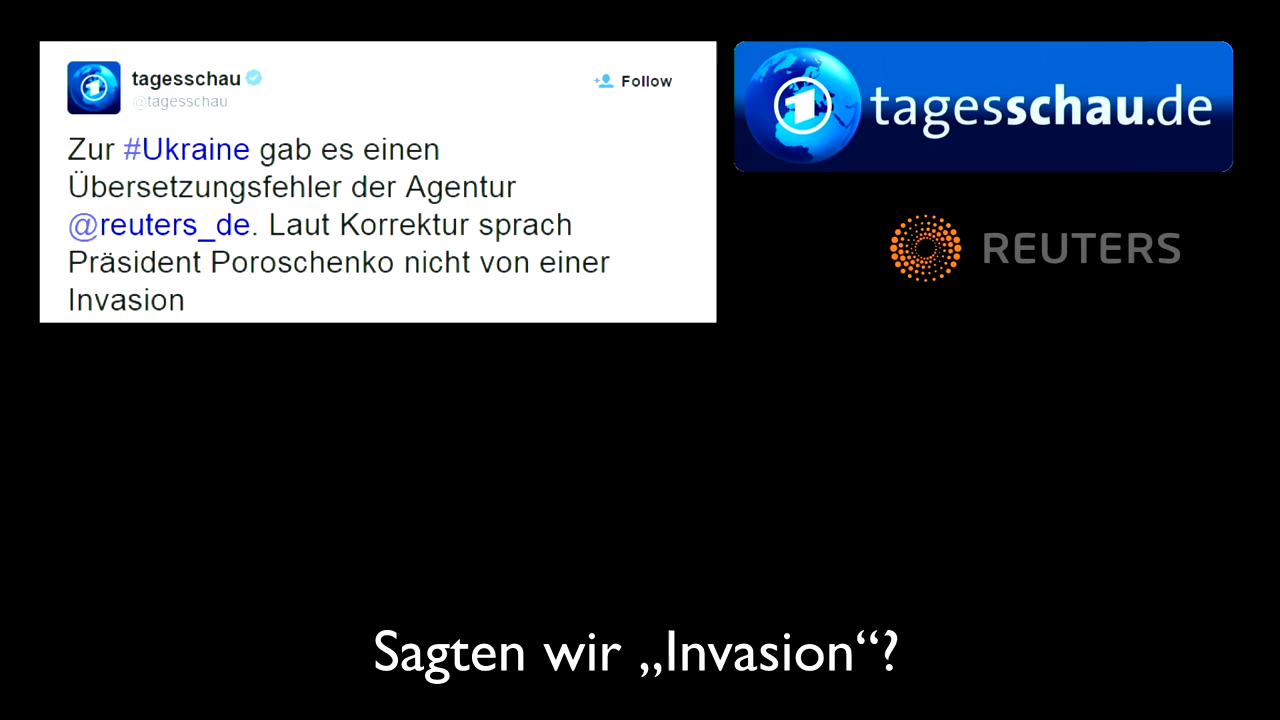 tagesschau
@tagesschau
Follow
Zur #Ukraine gab es einen
Übersetzungsfehler der Agentur
@reuters_de. Laut Korrektur sprach
Präsident Poroschenko nicht von einer
Invasion
1 tagesschau.de
REUTERS
Sagten wir „Invasion“?